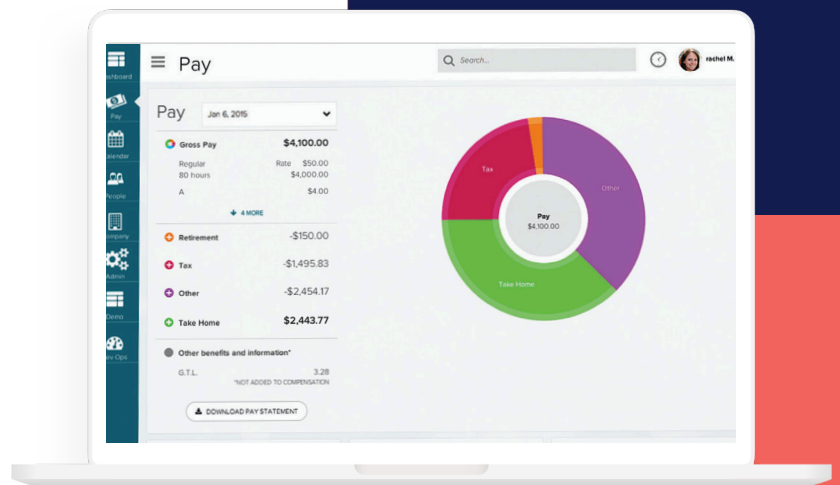 Pay
Search...
rachel M.
shboard
Pay
alender
People
ompany
Admin
Demo
ev Ops
Pay
Jan 6, 2015
Gross Pay $4,100.00
Regular Rate $50.00
80 hours $4,000.00
A $4.00
4 MORE
Retirement -$150.00
Tax -$1,495.83
Other -$2,454.17
Take Home $2,443.77
Other benefits and information*
G.T.L. 3.28
*NOT ADDED TO COMPENSATION
DOWNLOAD PAY STATEMENT
Tax
Other
Pay
$4,100.00
Take Home